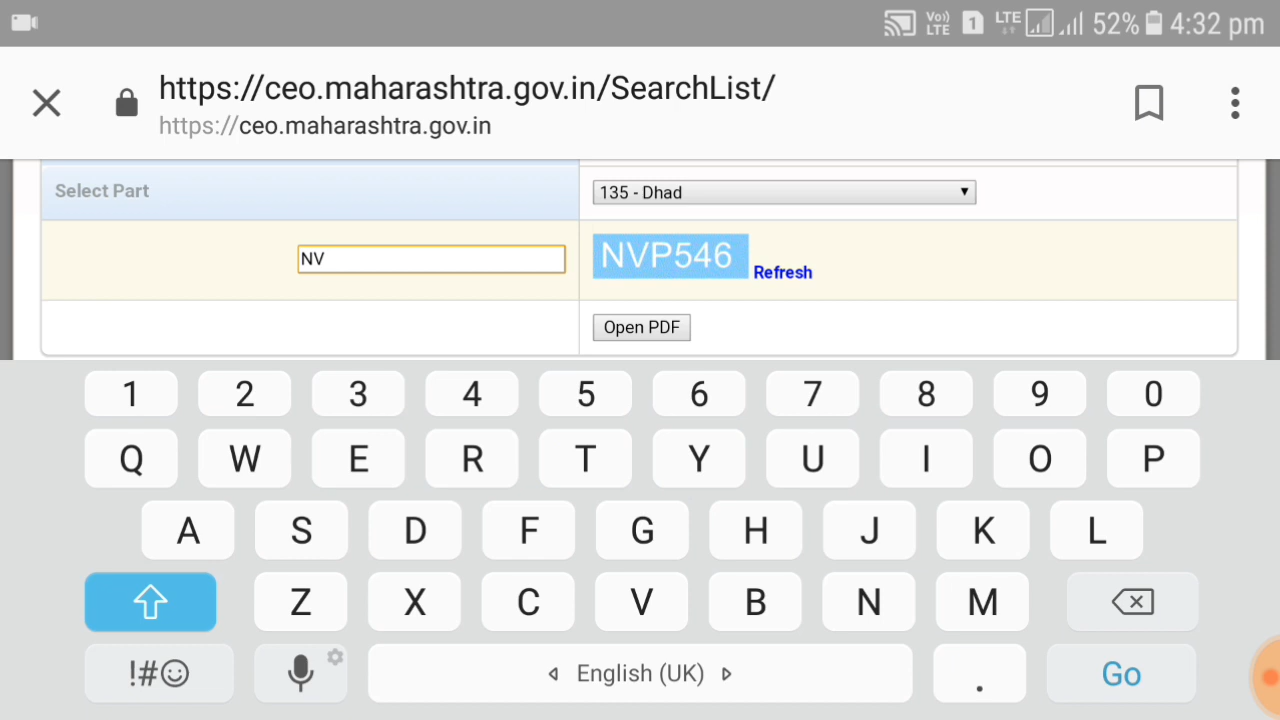 Vo)) LTE 1 LTE 52% 4:32 pm
https://ceo.maharashtra.gov.in/SearchList/
https://ceo.maharashtra.gov.in
Select Part 135 - Dhad
NV NVP546 Refresh
Open PDF
1 2 3 4 5 6 7 8 9 0
Q W E R T Y U I O P
A S D F G H J K L
Z X C V B N M
!#☺ English (UK) . Go